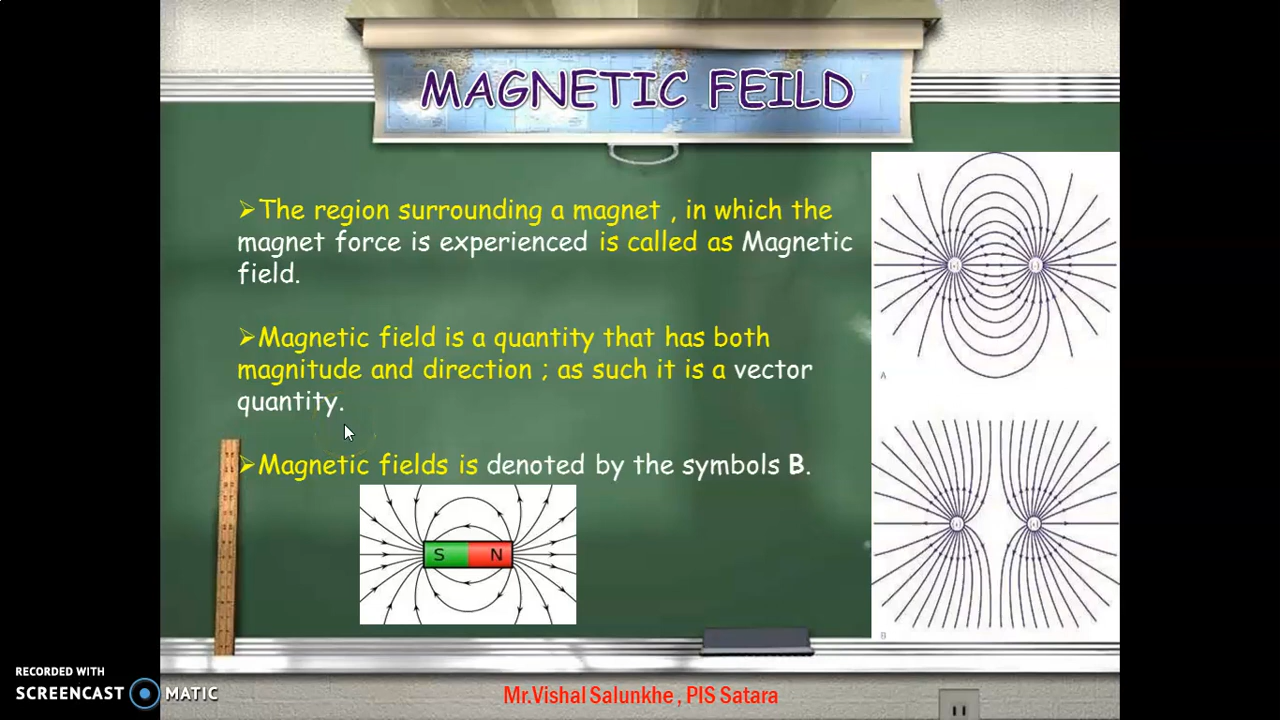 MAGNETIC FEILD
➢The region surrounding a magnet , in which the
magnet force is experienced is called as Magnetic
field.
➢Magnetic field is a quantity that has both
magnitude and direction ; as such it is a vector
quantity.
➢Magnetic fields is denoted by the symbols B.
S N
A
B
RECORDED WITH
SCREENCAST MATIC
Mr.Vishal Salunkhe , PIS Satara